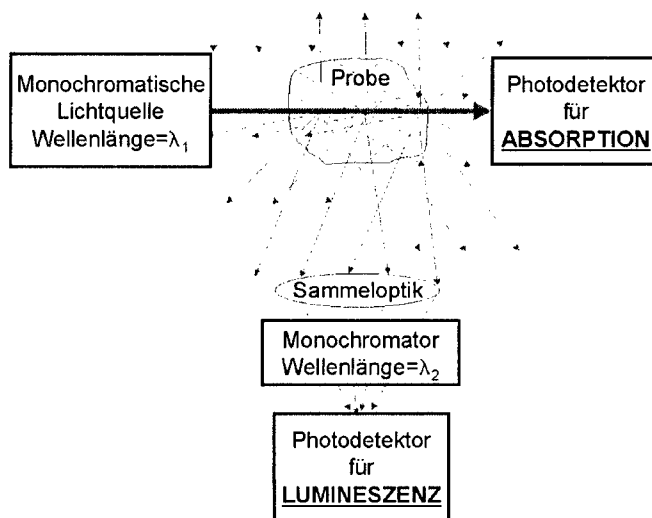 Monochromatische
Lichtquelle
Wellenlänge=λ₁
Probe
Photodetektor
für
ABSORPTION
Sammeloptik
Monochromator
Wellenlänge=λ₂
Photodetektor
für
LUMINESZENZ